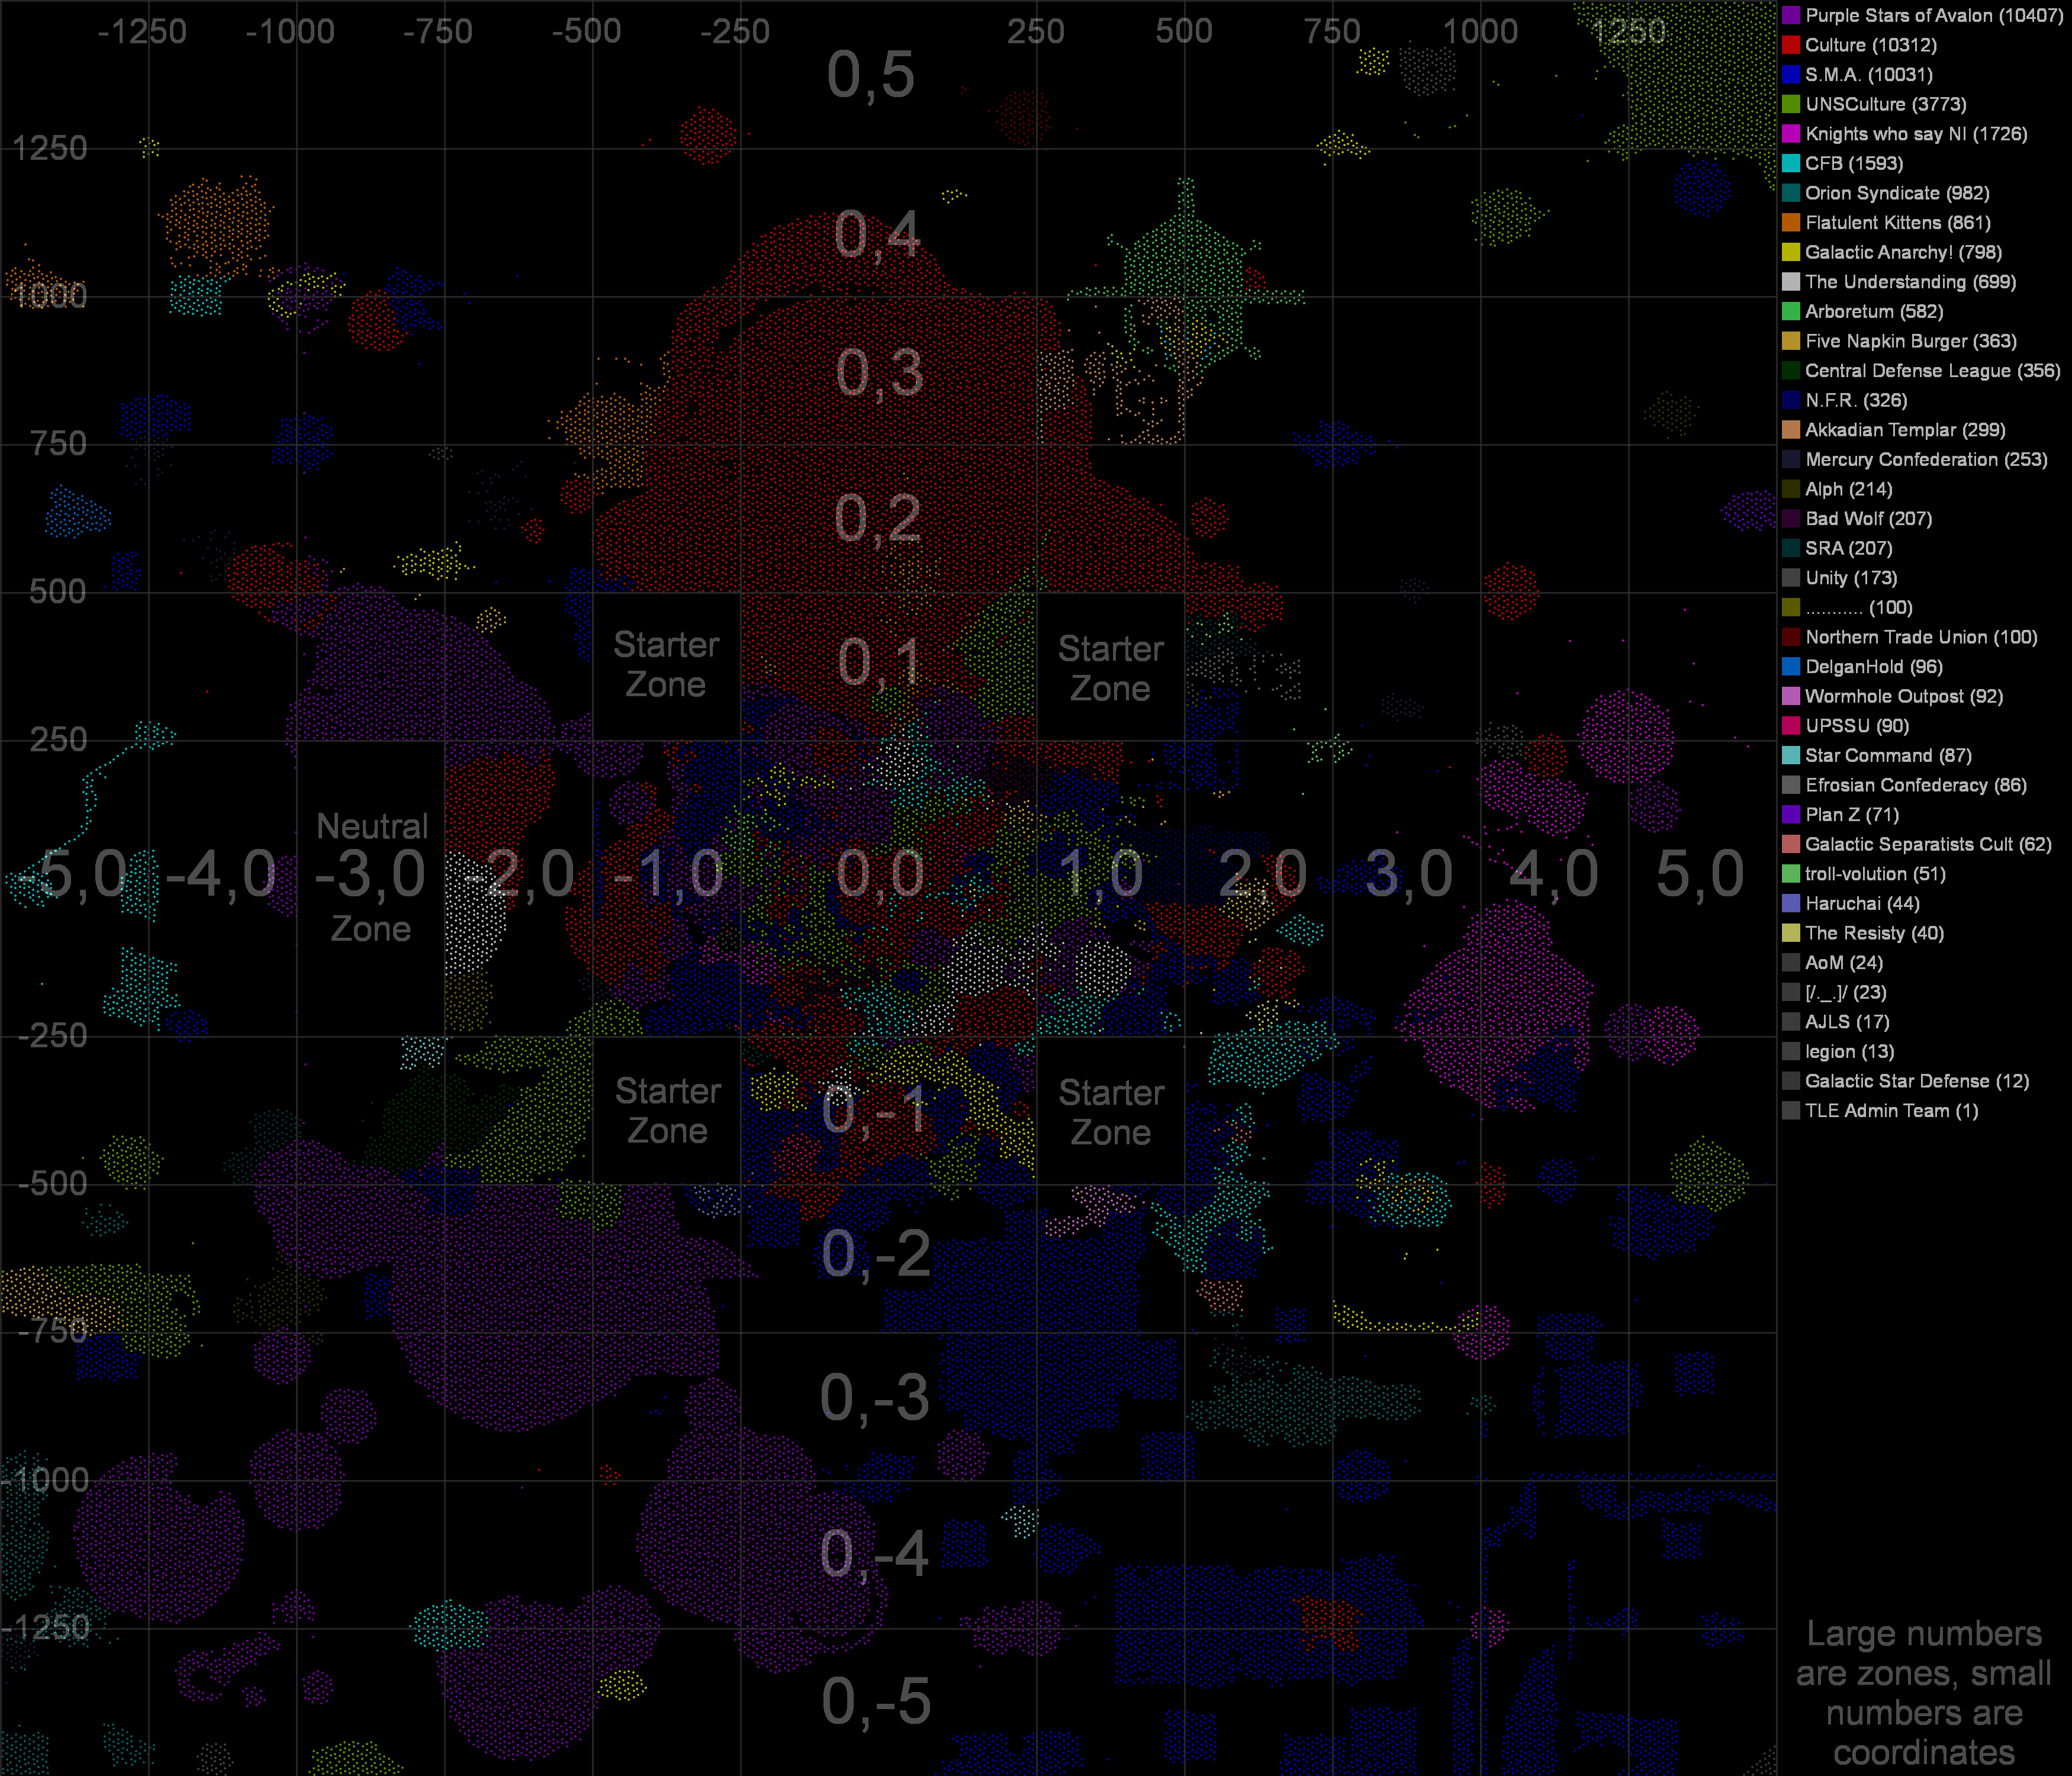 -1250 -1000 -750 -500 -250 250 500 750 1000 1250
0,5
1250
0,4
1000
0,3
750
0,2
500
Starter
Zone
0,1
Starter
Zone
250
Neutral
Zone
-5,0 -4,0 -3,0 -2,0 -1,0 0,0 1,0 2,0 3,0 4,0 5,0
-250
Starter
Zone
0,-1
Starter
Zone
-500
0,-2
-750
0,-3
-1000
0,-4
-1250
0,-5
Purple Stars of Avalon (10407)
Culture (10312)
S.M.A. (10031)
UNSCulture (3773)
Knights who say NI (1726)
CFB (1593)
Orion Syndicate (982)
Flatulent Kittens (861)
Galactic Anarchy! (798)
The Understanding (699)
Arboretum (582)
Five Napkin Burger (363)
Central Defense League (356)
N.F.R. (326)
Akkadian Templar (299)
Mercury Confederation (253)
Alph (214)
Bad Wolf (207)
SRA (207)
Unity (173)
........... (100)
Northern Trade Union (100)
DelganHold (96)
Wormhole Outpost (92)
UPSSU (90)
Star Command (87)
Efrosian Confederacy (86)
Plan Z (71)
Galactic Separatists Cult (62)
troll-volution (51)
Haruchai (44)
The Resisty (40)
AoM (24)
[/._.]/ (23)
AJLS (17)
legion (13)
Galactic Star Defense (12)
TLE Admin Team (1)
Large numbers
are zones, small
numbers are
coordinates